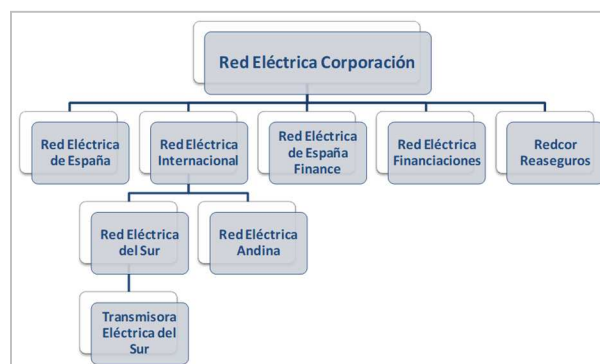 Red Eléctrica Corporación
Red Eléctrica
de España
Red Eléctrica
Internacional
Red Eléctrica
de España
Finance
Red Eléctrica
Financiaciones
Redcor
Reaseguros
Red Eléctrica
del Sur
Red Eléctrica
Andina
Transmisora
Eléctrica del
Sur